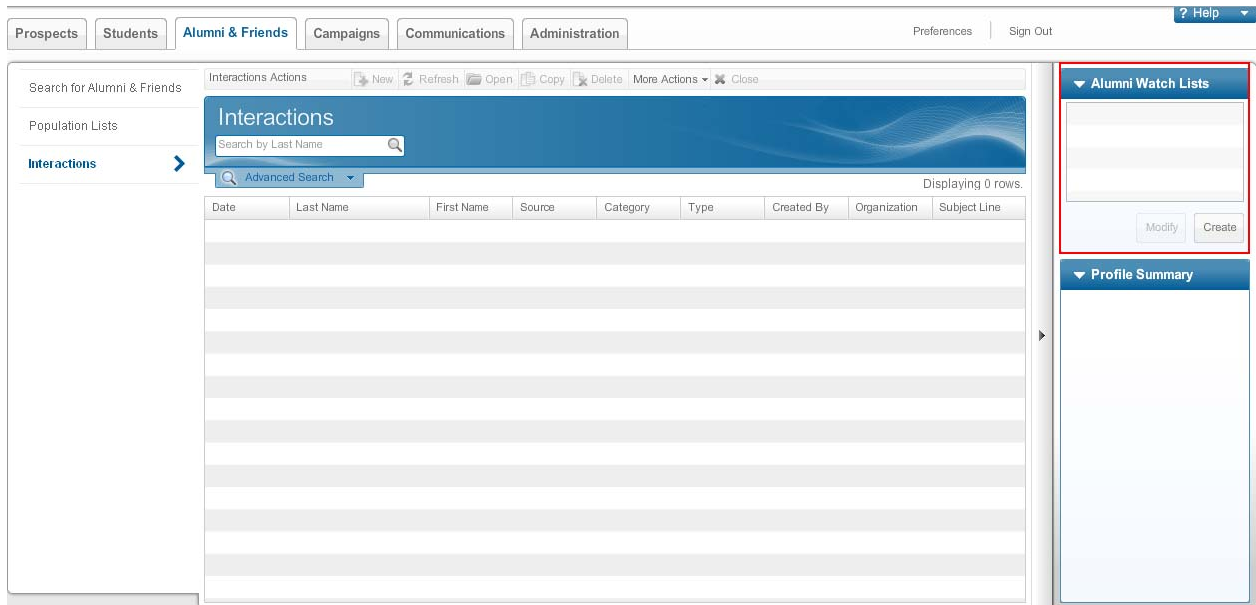 ? Help
Prospects Students Alumni & Friends Campaigns Communications Administration Preferences Sign Out
Search for Alumni & Friends
Population Lists
Interactions
Interactions Actions New Refresh Open Copy Delete More Actions Close
Interactions
Search by Last Name
Advanced Search
Displaying 0 rows.
Date Last Name First Name Source Category Type Created By Organization Subject Line
Alumni Watch Lists
Modify Create
Profile Summary